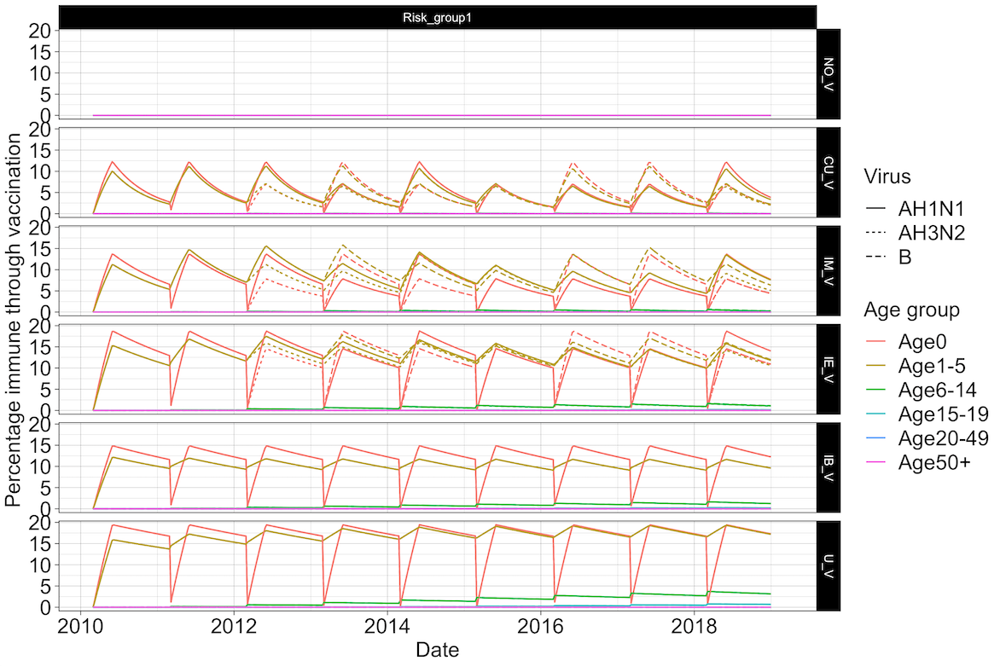 Risk_group1
Percentage immune through vaccination
20
15
10
5
0
NO_V
20
15
10
5
0
CU_V
20
15
10
5
0
IM_V
20
15
10
5
0
IE_V
20
15
10
5
0
IB_V
20
15
10
5
0
U_V
2010
2012
2014
2016
2018
Date
Virus
AH1N1
AH3N2
B
Age group
Age0
Age1-5
Age6-14
Age15-19
Age20-49
Age50+